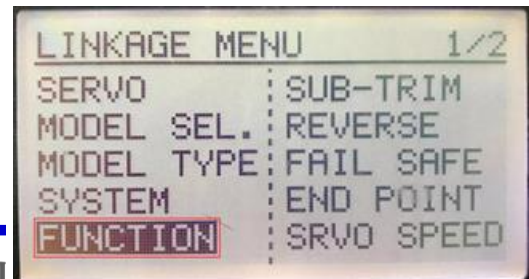 LINKAGE MENU 1/2
SERVO SUB-TRIM
MODEL SEL. REVERSE
MODEL TYPE FAIL SAFE
SYSTEM END POINT
FUNCTION SRVO SPEED